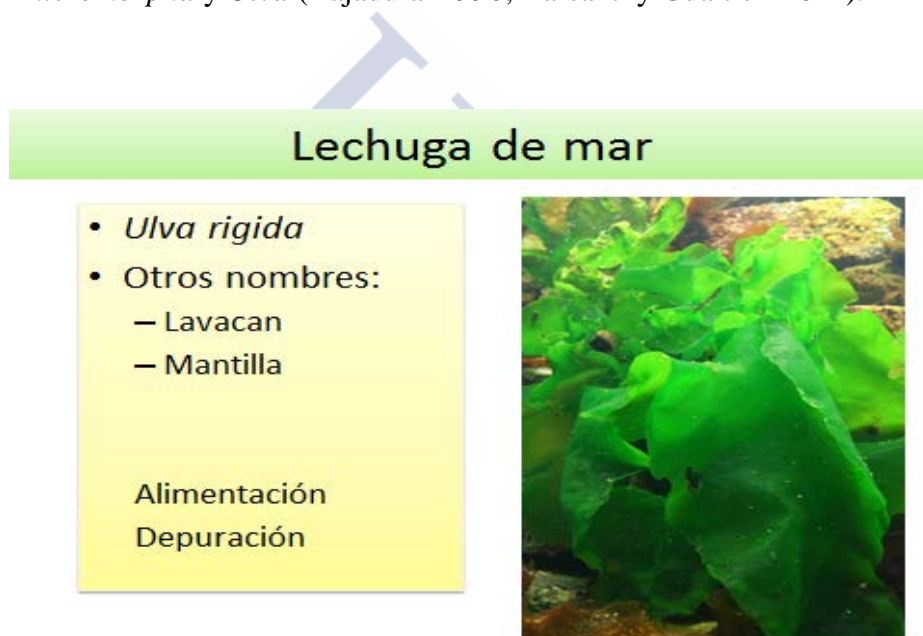 Lechuga de mar
• Ulva rigida
• Otros nombres:
– Lavacan
– Mantilla
Alimentación
Depuración